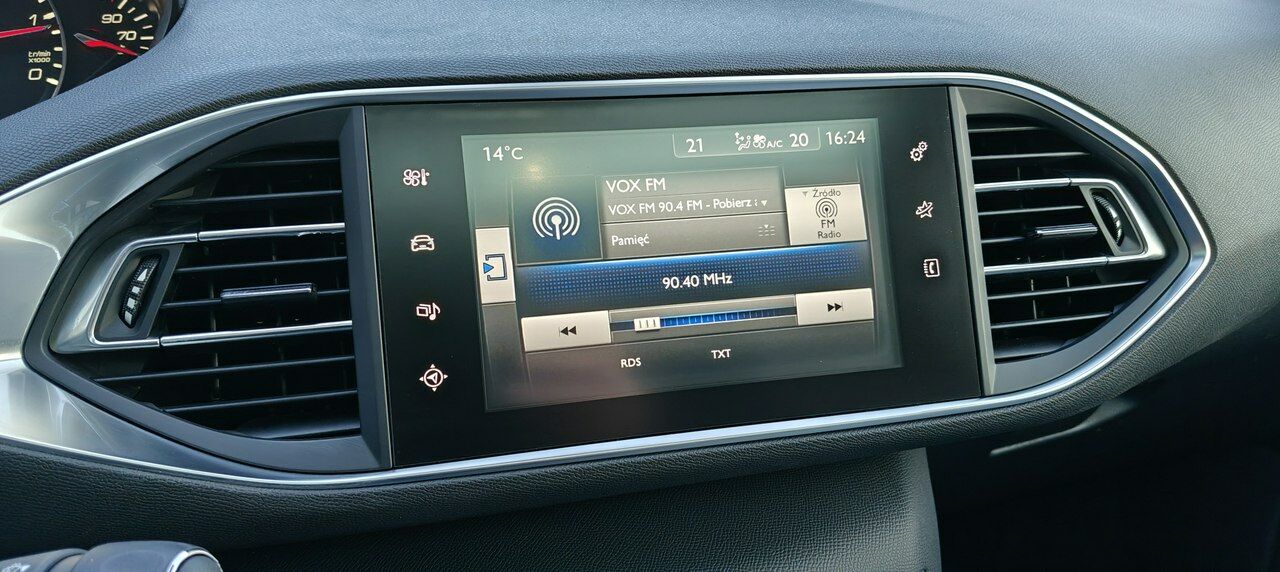 1
90
70
tr/min
x1000
0
14°C
21
A/C
20
16:24
VOX FM
VOX FM 90.4 FM - Pobierz
Pamięć
Źródło
FM
Radio
90.40 MHz
RDS
TXT